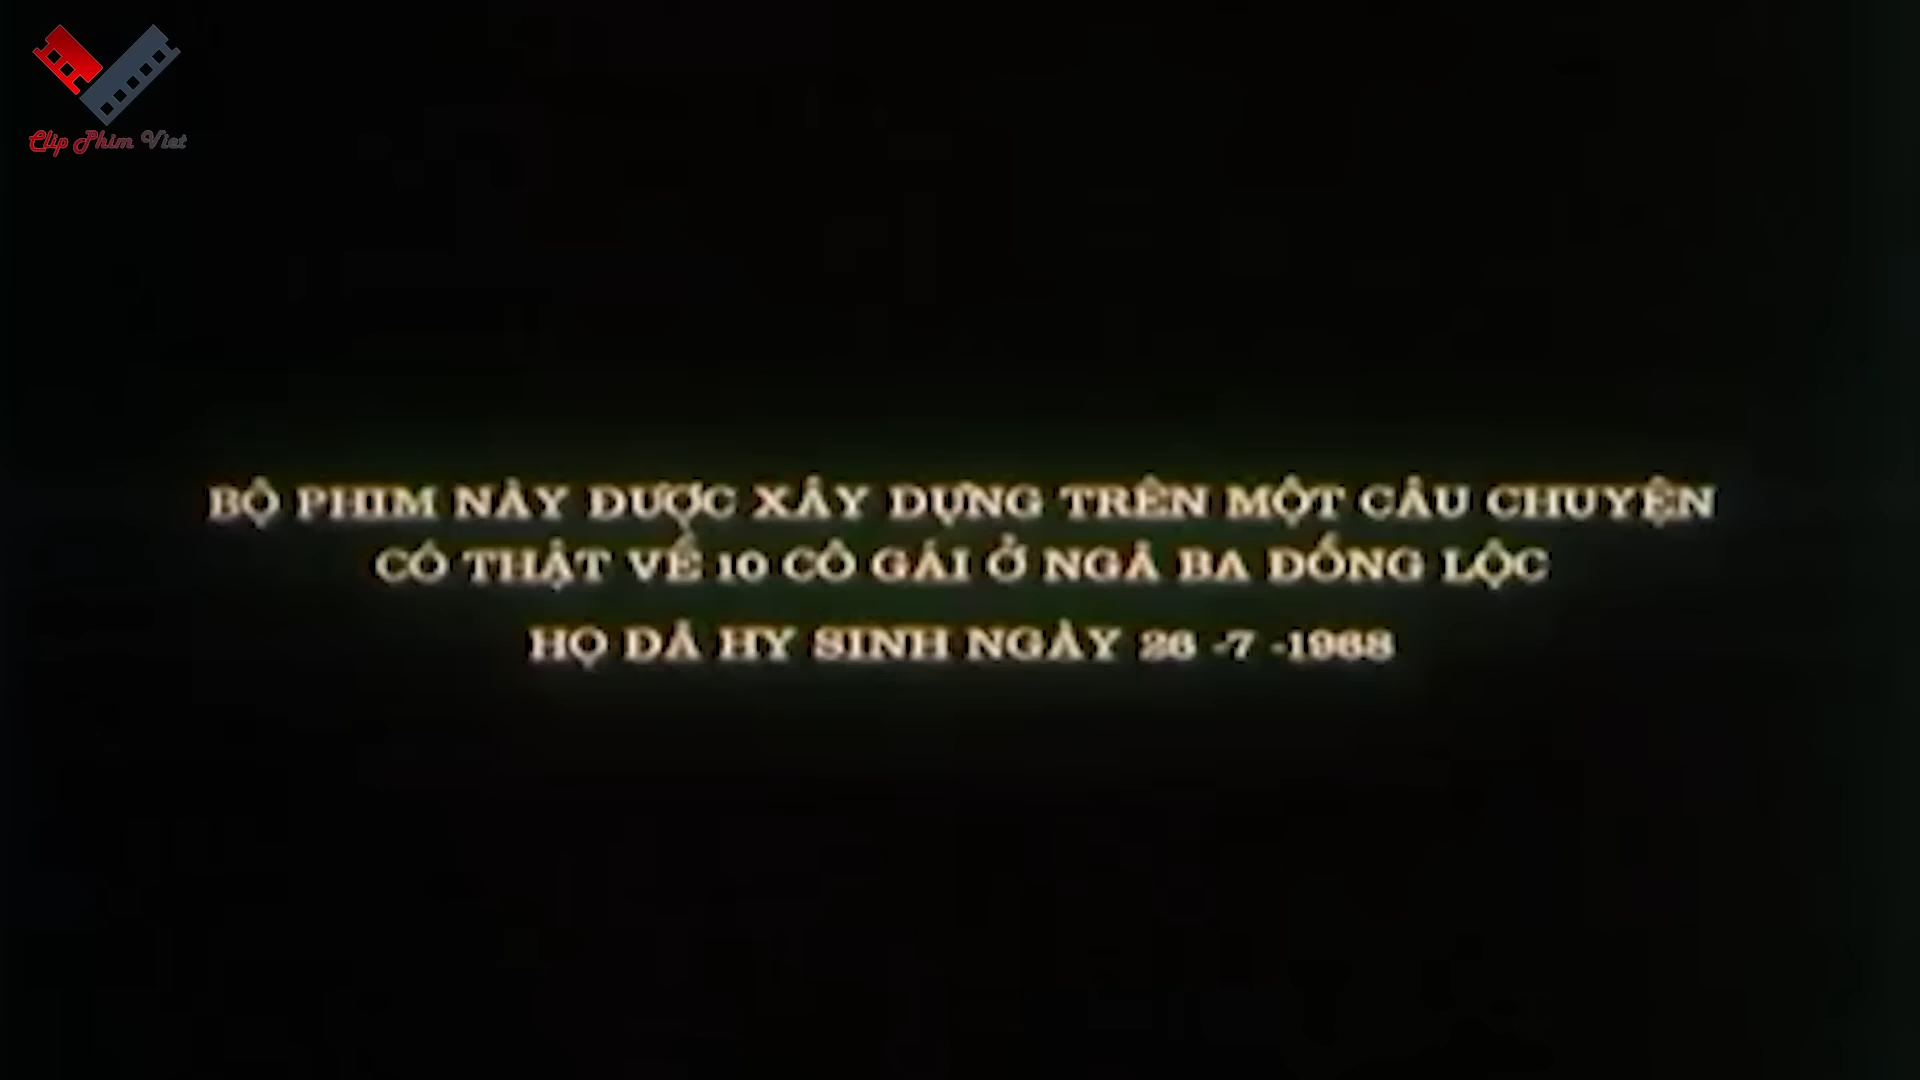 Clip Phim Viet
BỘ PHIM NÀY ĐƯỢC XÂY DỰNG TRÊN MỘT CÂU CHUYỆN
CÓ THẬT VỀ 10 CÔ GÁI Ở NGÃ BA ĐỒNG LỘC
HỌ ĐÃ HY SINH NGÀY 26 -7 -1968